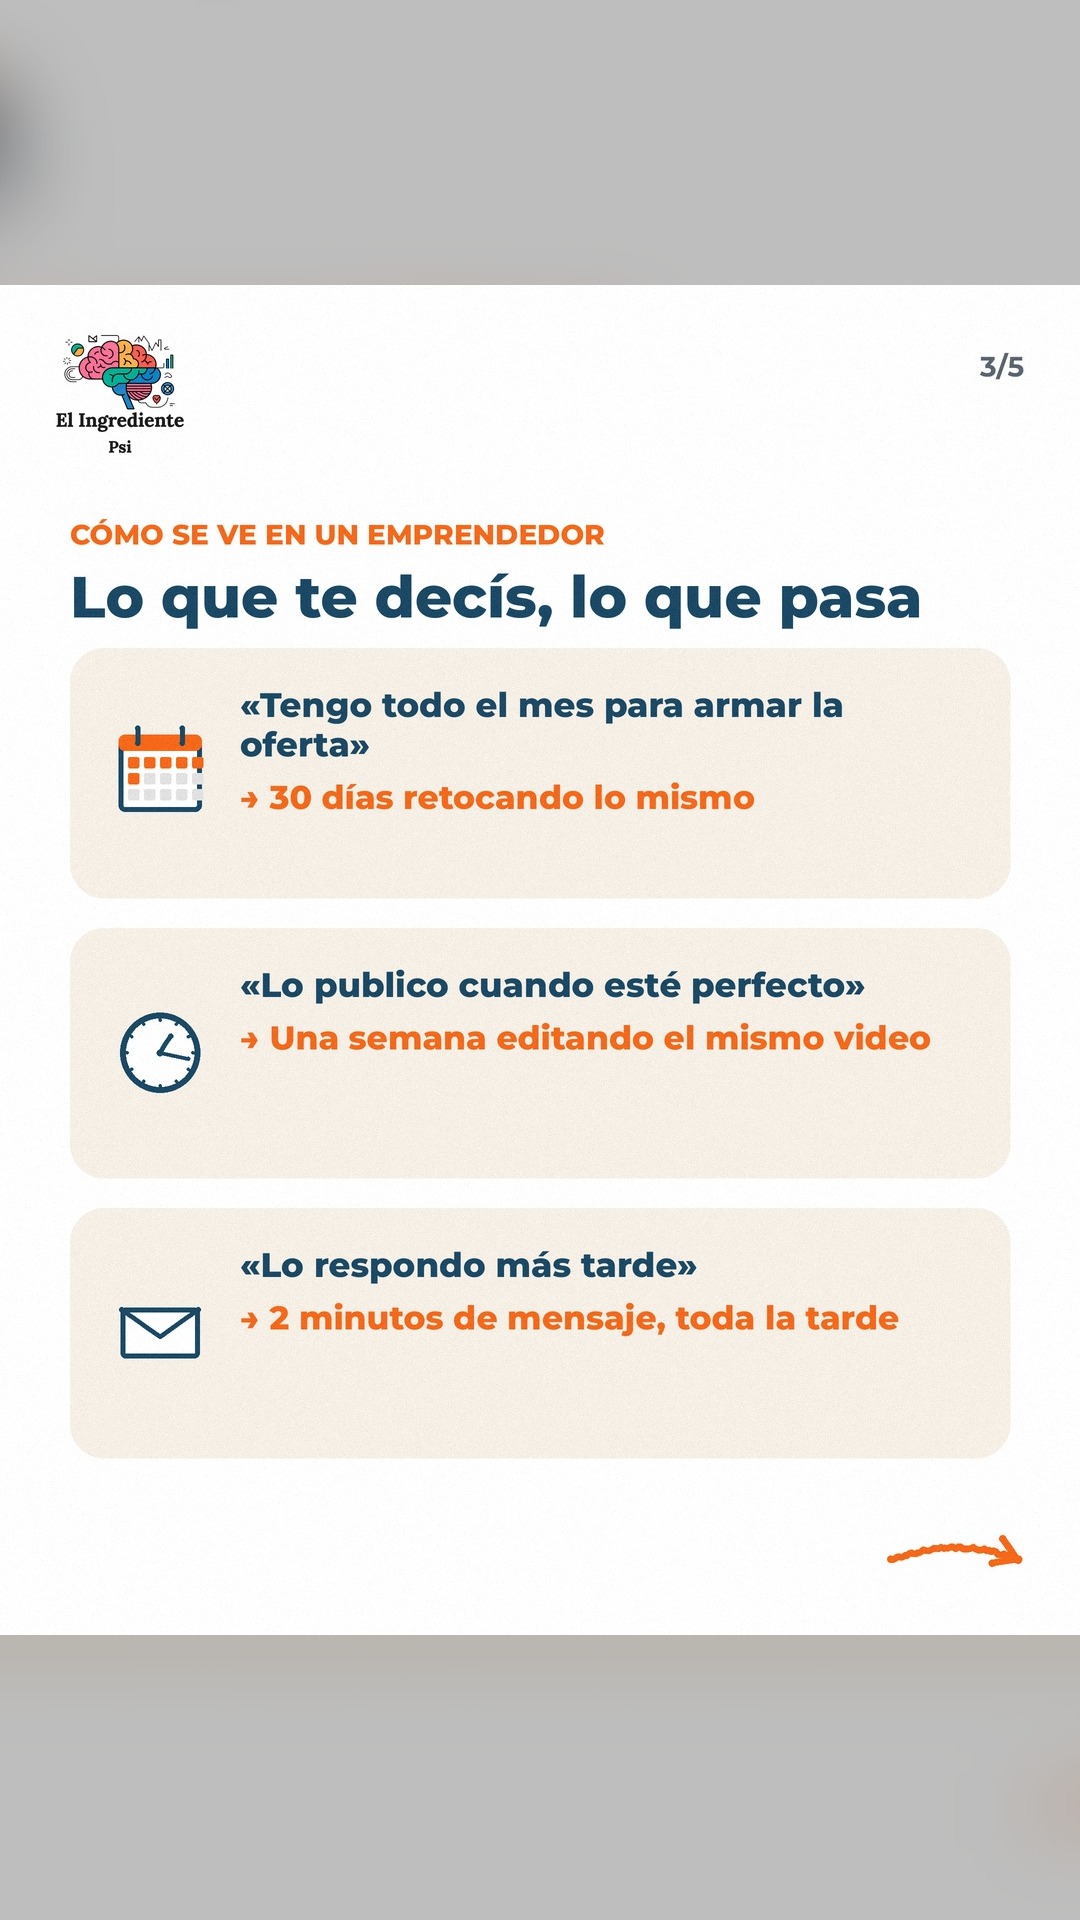 El Ingrediente
Psi
3/5
CÓMO SE VE EN UN EMPRENDEDOR
Lo que te decís, lo que pasa
«Tengo todo el mes para armar la
oferta»
→ 30 días retocando lo mismo
«Lo publico cuando esté perfecto»
→ Una semana editando el mismo video
«Lo respondo más tarde»
→ 2 minutos de mensaje, toda la tarde